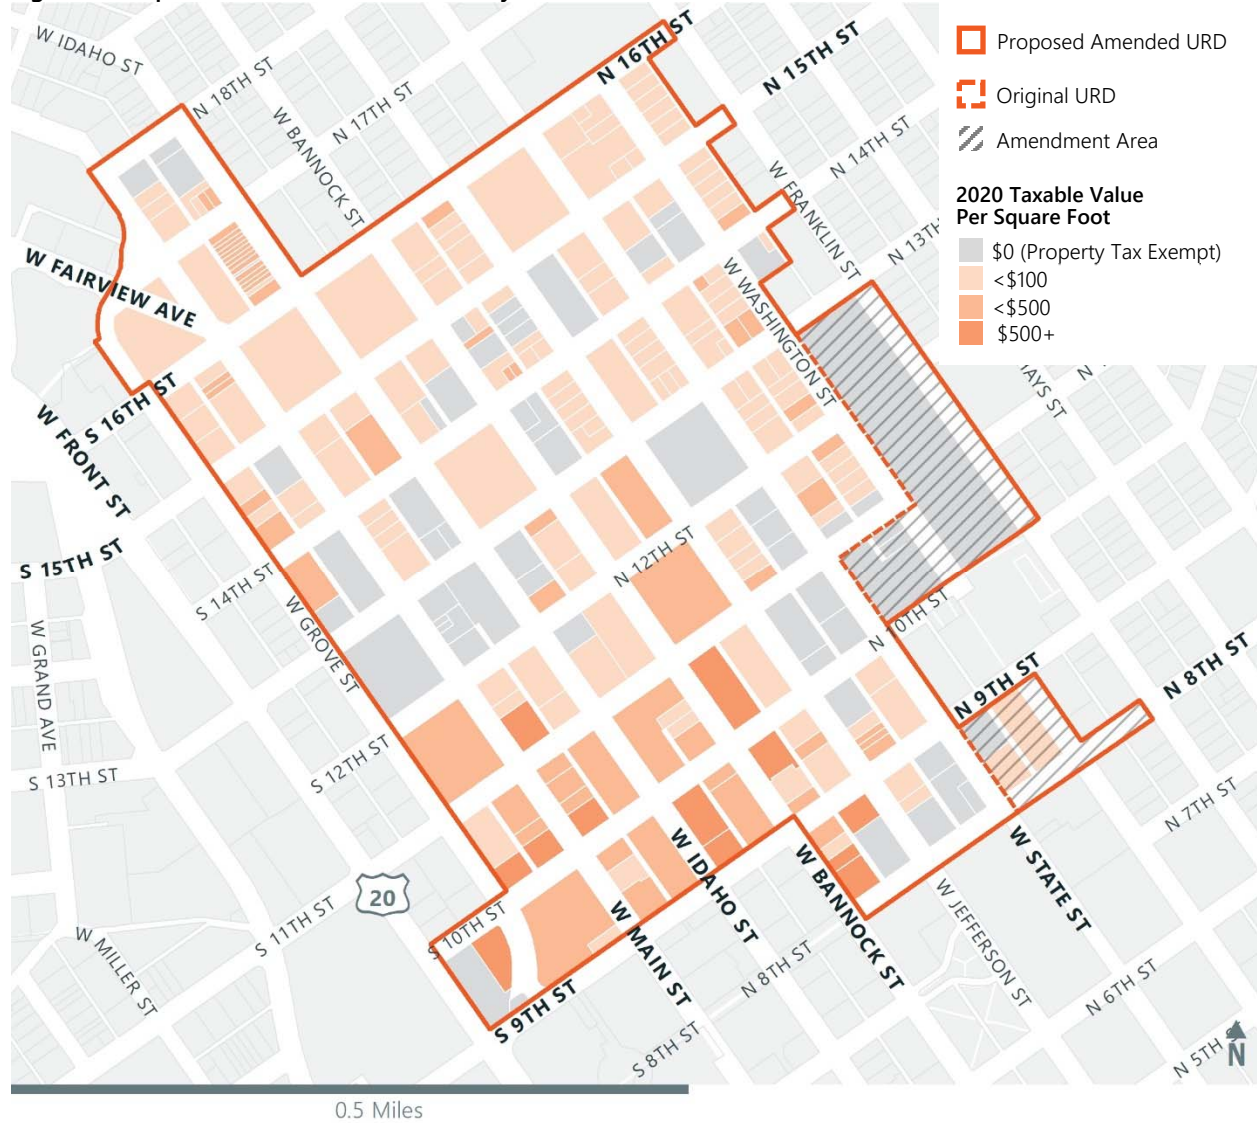 N 16TH ST
N 15TH ST
W IDAHO ST
N 18TH ST
N 17TH ST
W BANNOCK ST
N 14TH ST
W FRANKLIN ST
N 13TH
Proposed Amended URD
Original URD
Amendment Area
2020 Taxable Value
Per Square Foot
$0 (Property Tax Exempt)
<$100
<$500
$500+
W FAIRVIEW AVE
W WASHINGTON ST
S 16TH ST
W FRONT ST
S 15TH ST
S 14TH ST
W GROVE ST
N 12TH ST
N 10TH ST
W GRAND AVE
N 9TH ST
N 8TH ST
S 13TH ST
S 12TH ST
N 7TH ST
W IDAHO ST
W BANNOCK ST
W STATE ST
20
S 11TH ST
S 10TH ST
W MAIN ST
W JEFFERSON ST
W MILLER ST
N 8TH ST
N 6TH ST
S 9TH ST
S 8TH ST
N 5TH ST
N
0.5 Miles